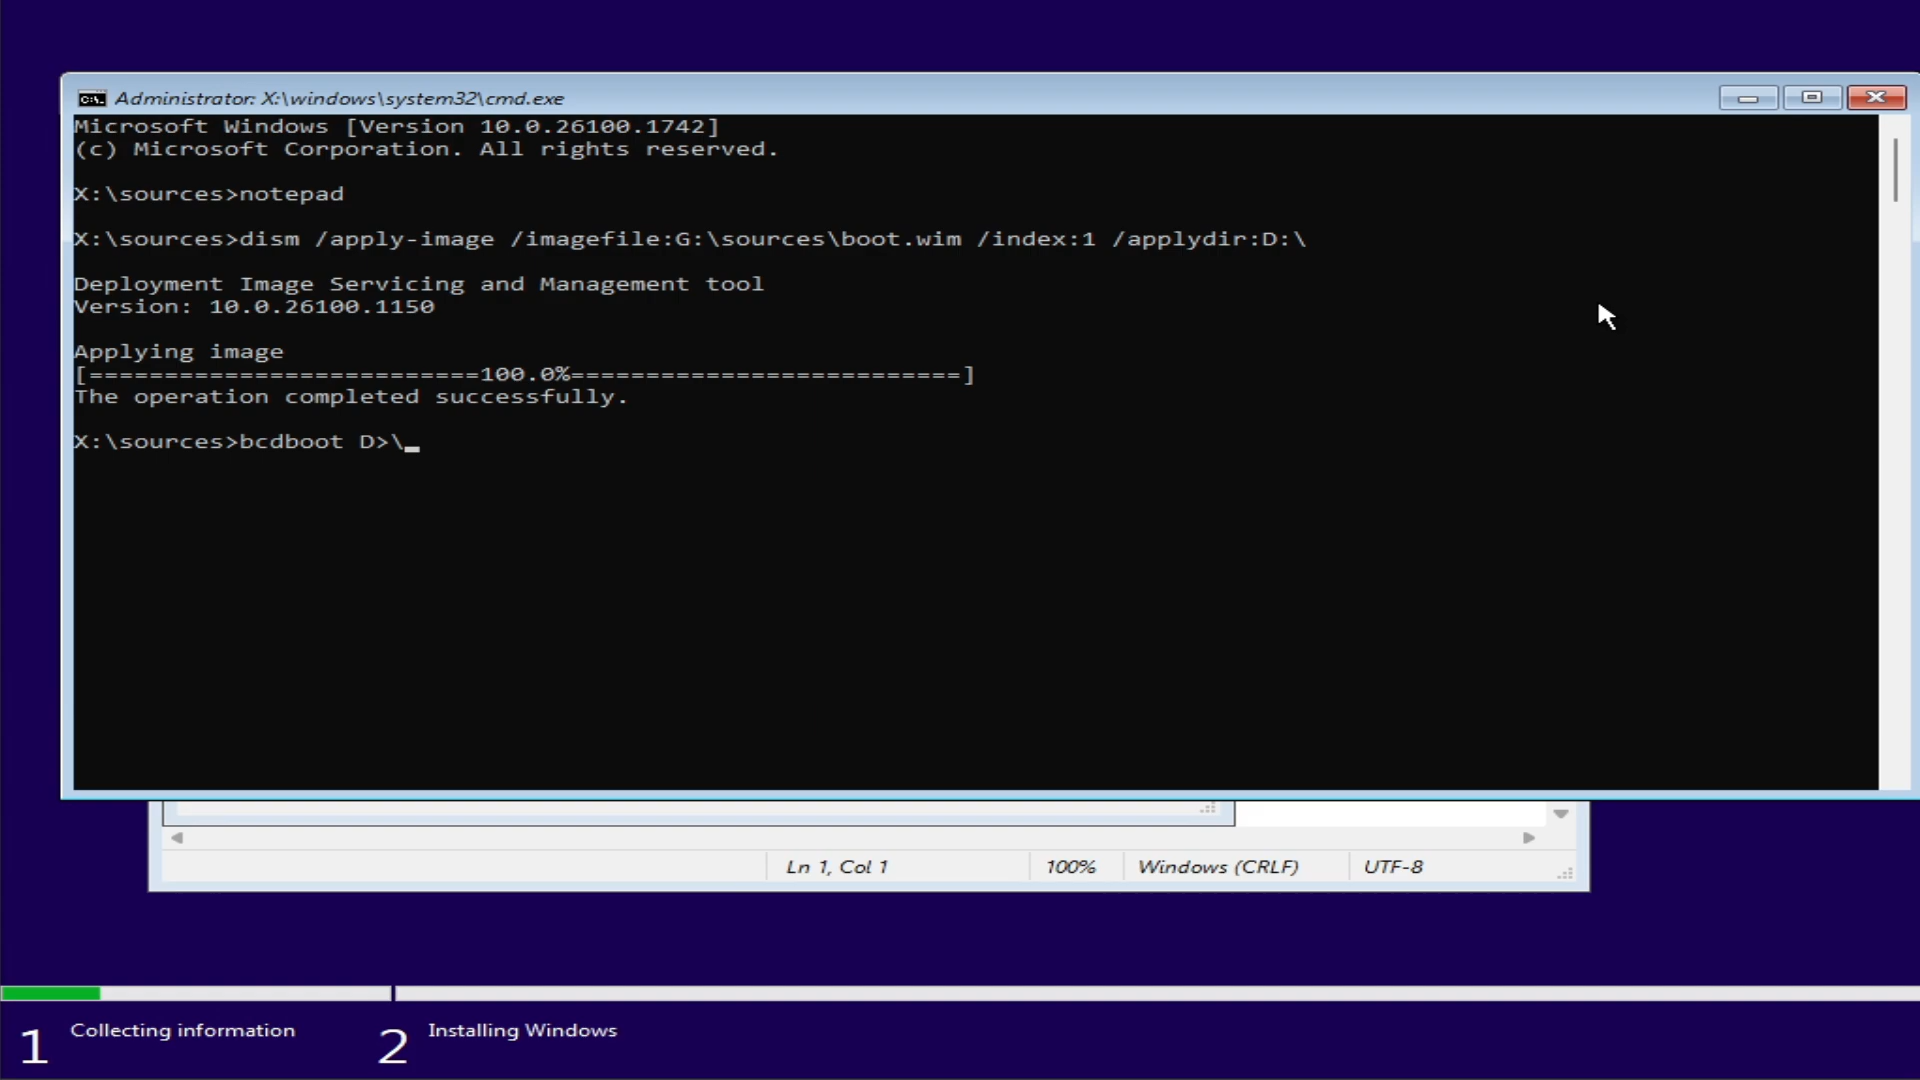 Administrator: X:\windows\system32\cmd.exe
Microsoft Windows [Version 10.0.26100.1742]
(c) Microsoft Corporation. All rights reserved.
X:\sources>notepad
X:\sources>dism /apply-image /imagefile:G:\sources\boot.wim /index:1 /applydir:D:\
Deployment Image Servicing and Management tool
Version: 10.0.26100.1150
Applying image
[==========================100.0%==========================]
The operation completed successfully.
X:\sources>bcdboot D>\_
Ln 1, Col 1 100% Windows (CRLF) UTF-8
1 Collecting information 2 Installing Windows